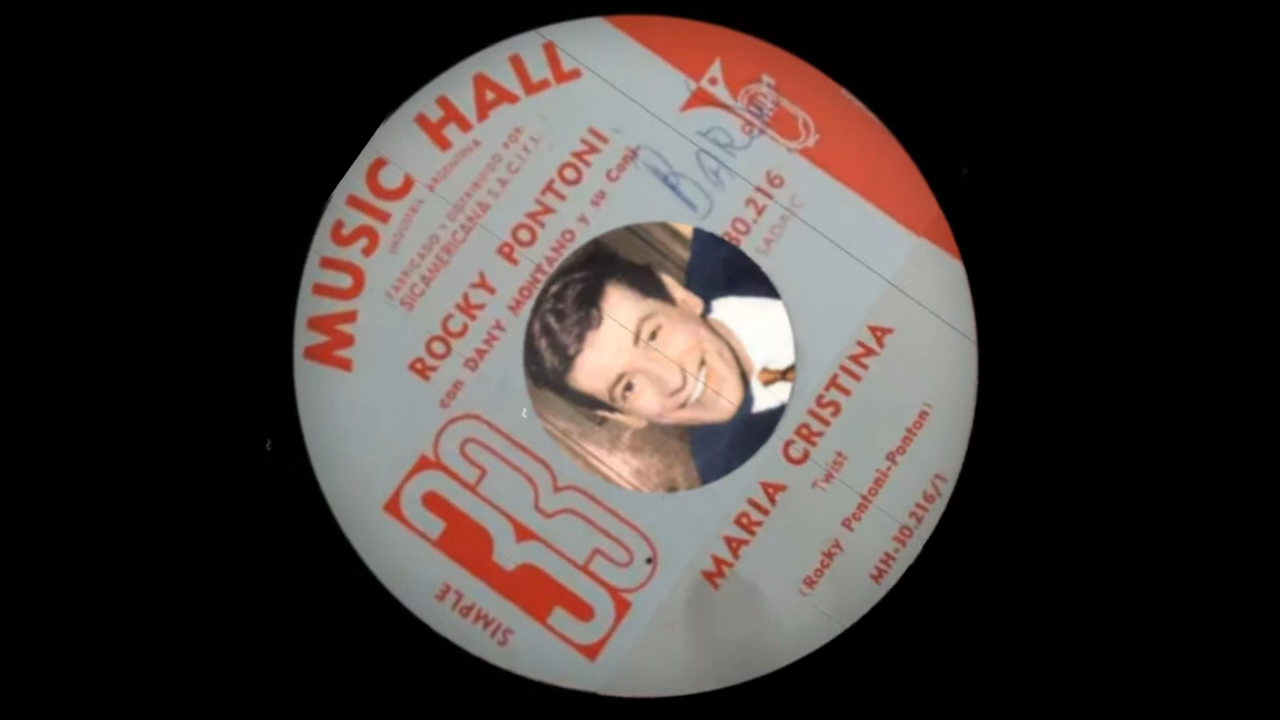 MUSIC HALL
INDUSTRIA ARGENTINA
FABRICADO Y DISTRIBUIDO POR:
SICAMERICANA S.A.C.I.F.I.
ROCKY PONTONI
con DANY MONTANO y su Conj.
30.216
SADAIC
33
SIMPLE
MARIA CRISTINA
Twist
(Rocky Pontoni-Ponton)
MH-30.216/1